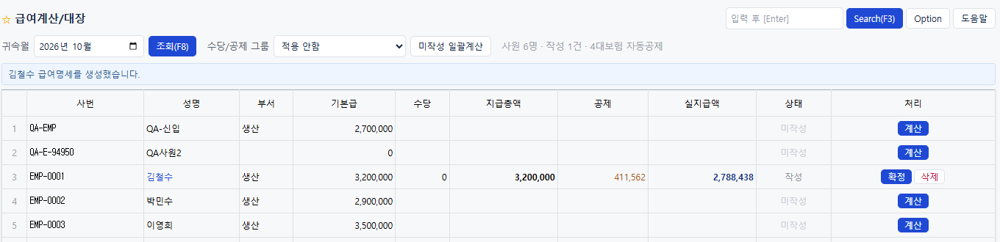 ☆ 급여계산/대장 입력 후 [Enter] Search(F3) Option 도움말
귀속월 2026년 10월 조회(F8) 수당/공제 그룹 적용 안함 미작성 일괄계산 사원 6명 · 작성 1건 · 4대보험 자동공제
김철수 급여명세를 생성했습니다.
사번 성명 부서 기본급 수당 지급총액 공제 실지급액 상태 처리
1 QA-EMP QA-신입 생산 2,700,000 미작성 계산
2 QA-E-94950 QA사원2 0 미작성 계산
3 EMP-0001 김철수 생산 3,200,000 0 3,200,000 411,562 2,788,438 작성 확정 삭제
4 EMP-0002 박민수 생산 2,900,000 미작성 계산
5 EMP-0003 이영희 생산 3,500,000 미작성 계산